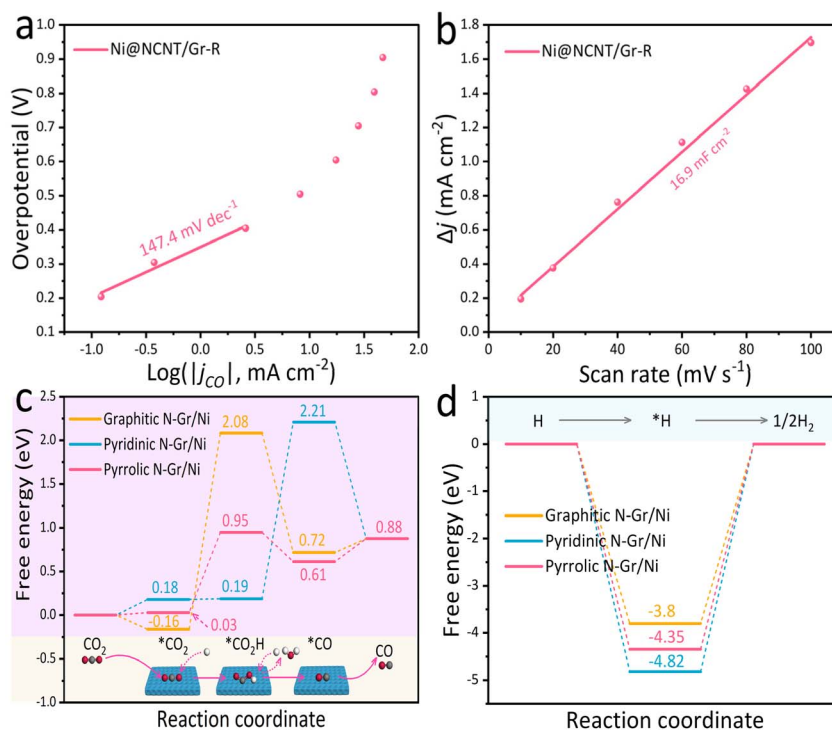 a
Ni@NCNT/Gr-R
147.4 mV dec⁻¹
Overpotential (V)
1.0
0.9
0.8
0.7
0.6
0.5
0.4
0.3
0.2
0.1
-1.0 -0.5 0.0 0.5 1.0 1.5 2.0
Log(|j_CO|, mA cm⁻²)
b
Ni@NCNT/Gr-R
16.9 mF cm⁻²
Δj (mA cm⁻²)
1.8
1.6
1.4
1.2
1.0
0.8
0.6
0.4
0.2
0.0
0 20 40 60 80 100
Scan rate (mV s⁻¹)
c
Graphitic N-Gr/Ni
Pyridinic N-Gr/Ni
Pyrrolic N-Gr/Ni
Free energy (eV)
2.5
2.0
1.5
1.0
0.5
0.0
-0.5
-1.0
2.08
2.21
0.95
0.72
0.88
0.61
0.18
0.19
-0.16
0.03
CO₂ *CO₂ *CO₂H *CO CO
Reaction coordinate
d
H *H 1/2H₂
Graphitic N-Gr/Ni
Pyridinic N-Gr/Ni
Pyrrolic N-Gr/Ni
Free energy (eV)
1
0
-1
-2
-3
-4
-5
-3.8
-4.35
-4.82
Reaction coordinate